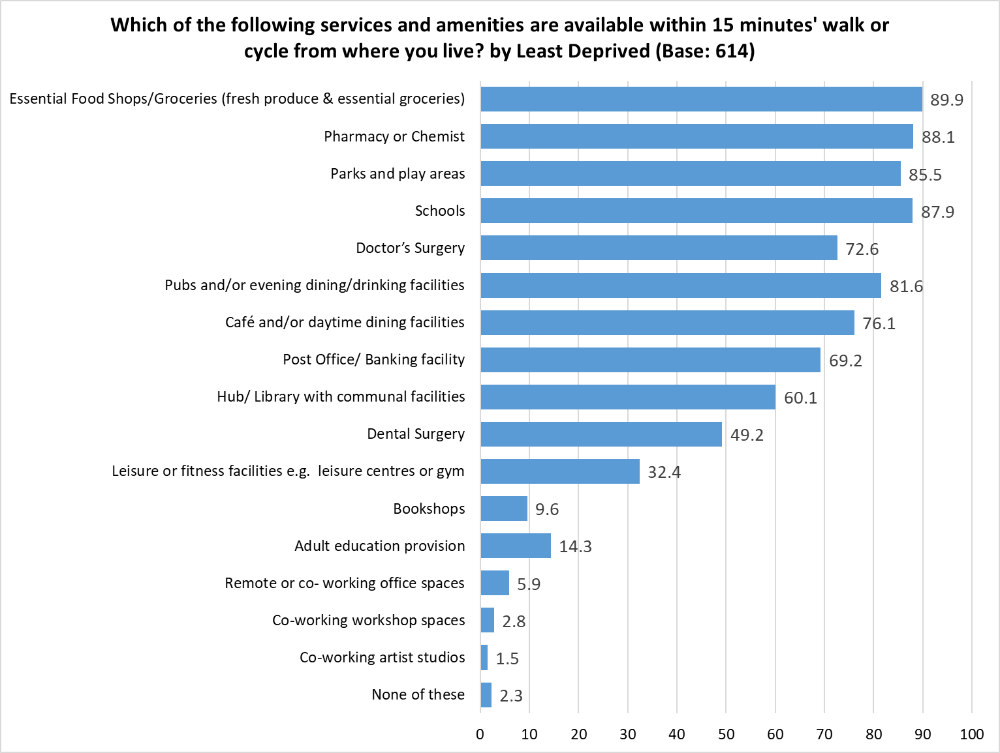 Which of the following services and amenities are available within 15 minutes' walk or
cycle from where you live? by Least Deprived (Base: 614)
Essential Food Shops/Groceries (fresh produce & essential groceries) 89.9
Pharmacy or Chemist 88.1
Parks and play areas 85.5
Schools 87.9
Doctor’s Surgery 72.6
Pubs and/or evening dining/drinking facilities 81.6
Café and/or daytime dining facilities 76.1
Post Office/ Banking facility 69.2
Hub/ Library with communal facilities 60.1
Dental Surgery 49.2
Leisure or fitness facilities e.g.  leisure centres or gym 32.4
Bookshops 9.6
Adult education provision 14.3
Remote or co- working office spaces 5.9
Co-working workshop spaces 2.8
Co-working artist studios 1.5
None of these 2.3
0 10 20 30 40 50 60 70 80 90 100